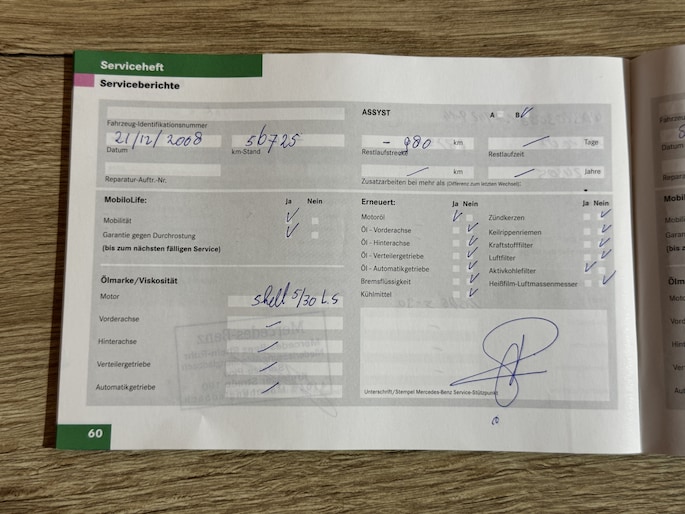 Serviceheft
Serviceberichte
Fahrzeug-Identifikationsnummer
21/12/2008 56725
Datum km-Stand
Reparatur-Auftr.-Nr.
ASSYST A B ✓
- 980 km Tage
Restlaufstrecke Restlaufzeit
km Jahre
Zusatzarbeiten bei mehr als (Differenz zum letzten Wechsel).
MobiloLife: Ja Nein
Mobilität ✓
Garantie gegen Durchrostung ✓
(bis zum nächsten fälligen Service)
Erneuert: Ja Nein Ja Nein
Motoröl ✓ Zündkerzen ✓
Öl - Vorderachse ✓ Keilrippenriemen ✓
Öl - Hinterachse ✓ Kraftstofffilter ✓
Öl - Verteilergetriebe ✓ Luftfilter ✓
Öl - Automatikgetriebe ✓ Aktivkohlefilter ✓
Bremsflüssigkeit ✓ Heißfilm-Luftmassenmesser ✓
Kühlmittel ✓
Ölmarke/Viskosität
Motor Shell 5/30 L.5
Vorderachse
Hinterachse
Verteilergetriebe
Automatikgetriebe
Unterschrift/Stempel Mercedes-Benz Service-Stützpunkt
60